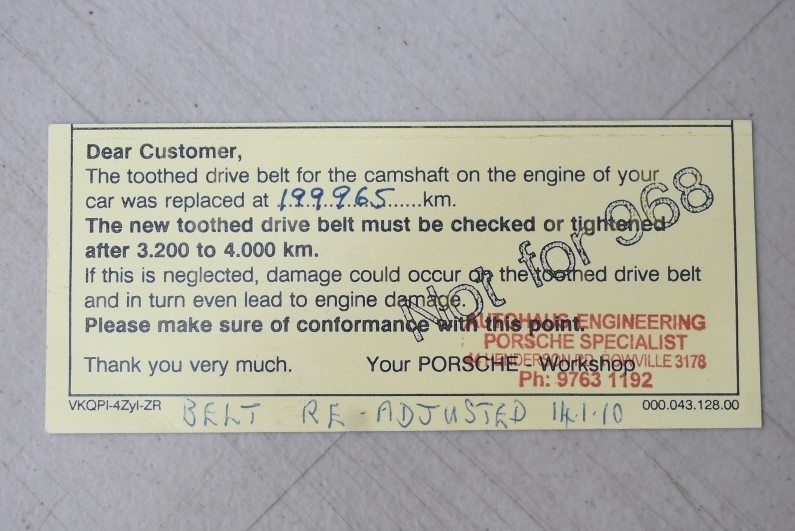 Dear Customer,
The toothed drive belt for the camshaft on the engine of your
car was replaced at 199965......km.
The new toothed drive belt must be checked or tightened
after 3.200 to 4.000 km.
If this is neglected, damage could occur on the toothed drive belt
and in turn even lead to engine damage.
Please make sure of conformance with this point.
Thank you very much. Your PORSCHE - Workshop
Not for 968
AUTOHAUS ENGINEERING
PORSCHE SPECIALIST
HENDERSON RD. ROWVILLE 3178
Ph: 9763 1192
VKQPI-4Zyl-ZR 000.043.128.00
BELT RE-ADJUSTED 14.1.10